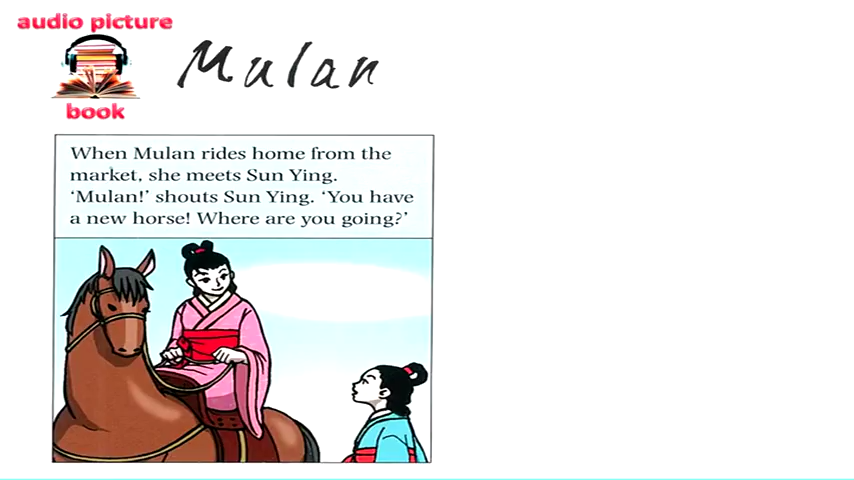 audio picture
book
Mulan
When Mulan rides home from the
market, she meets Sun Ying.
‘Mulan!’ shouts Sun Ying. ‘You have
a new horse! Where are you going?’